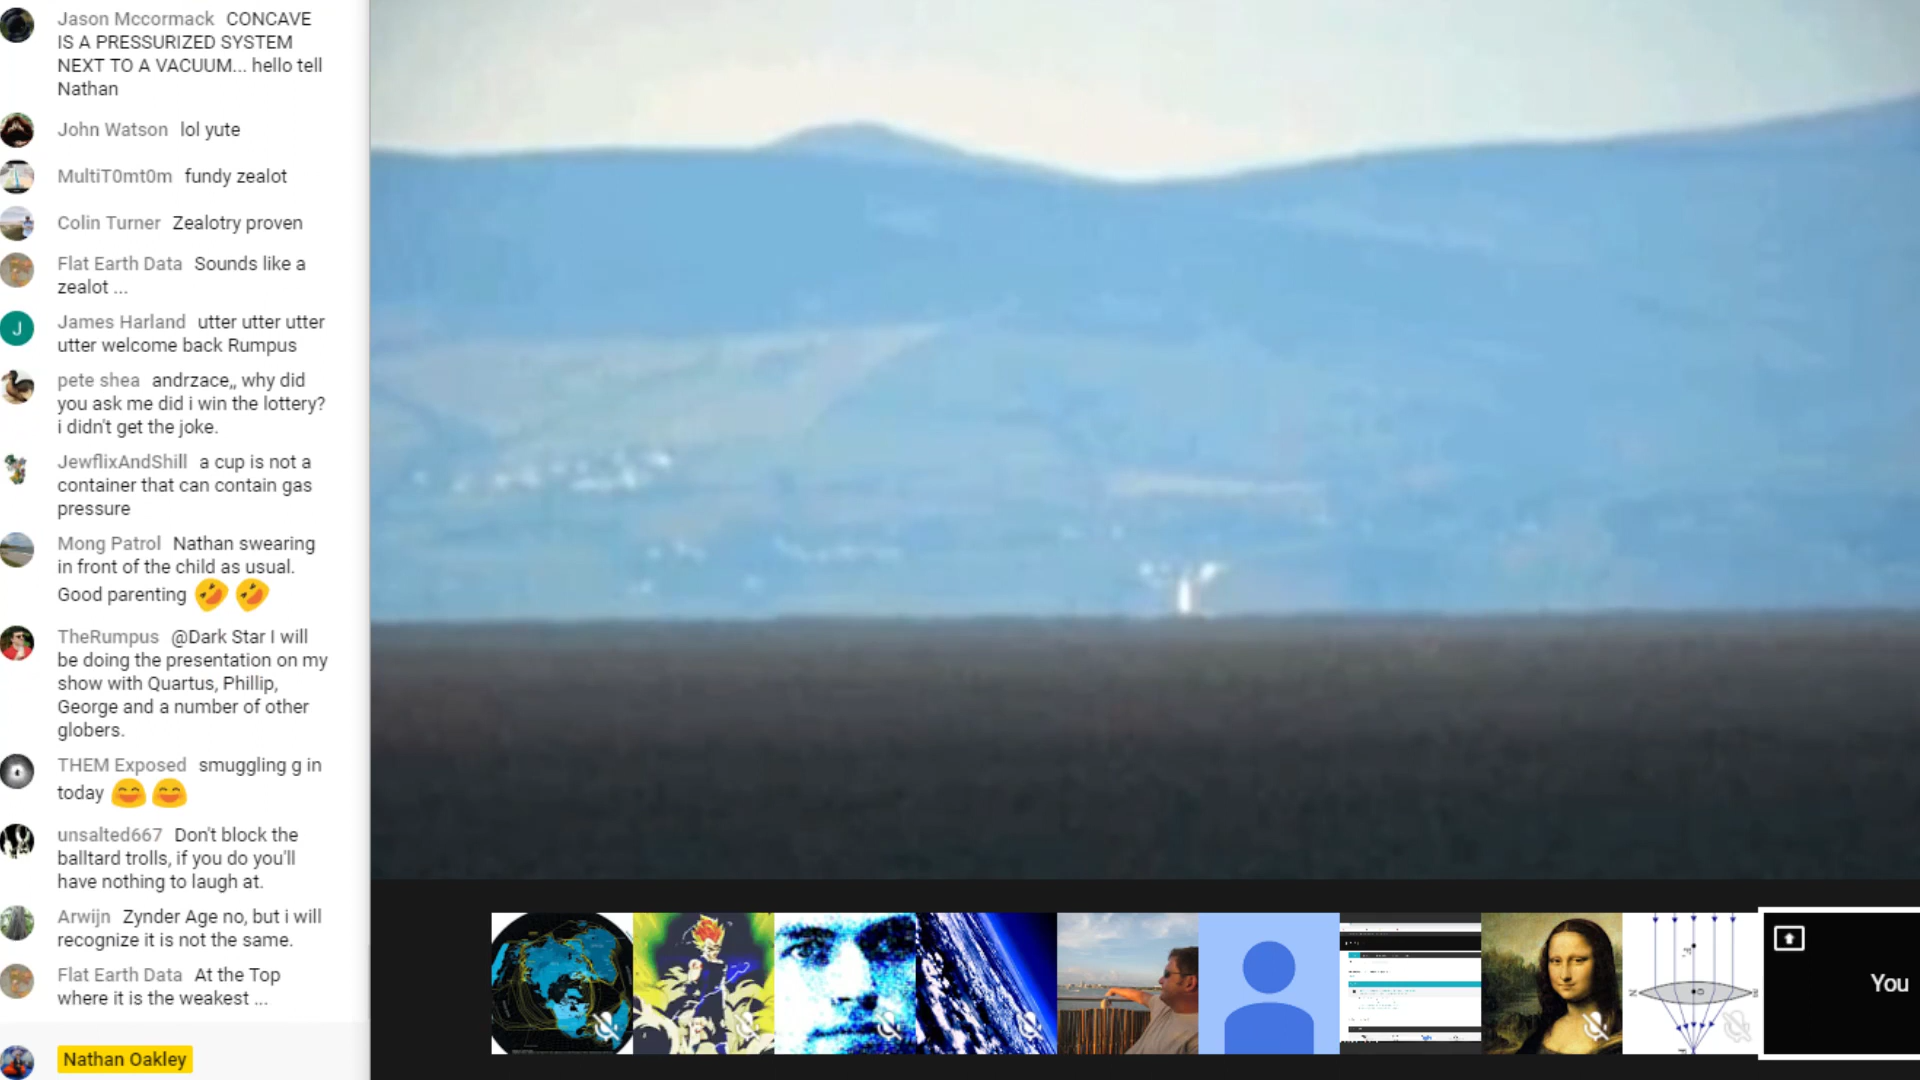 Jason Mccormack CONCAVE
IS A PRESSURIZED SYSTEM
NEXT TO A VACUUM... hello tell
Nathan
John Watson lol yute
MultiT0mt0m fundy zealot
Colin Turner Zealotry proven
Flat Earth Data Sounds like a
zealot ...
J
James Harland utter utter utter
utter welcome back Rumpus
pete shea andrzace,, why did
you ask me did i win the lottery?
i didn't get the joke.
JewflixAndShill a cup is not a
container that can contain gas
pressure
Mong Patrol Nathan swearing
in front of the child as usual.
Good parenting 🤣 🤣
TheRumpus @Dark Star I will
be doing the presentation on my
show with Quartus, Phillip,
George and a number of other
globers.
THEM Exposed smuggling g in
today 😄 😄
unsalted667 Don't block the
balltard trolls, if you do you'll
have nothing to laugh at.
Arwijn Zynder Age no, but i will
recognize it is not the same.
Flat Earth Data At the Top
where it is the weakest ...
Nathan Oakley
You